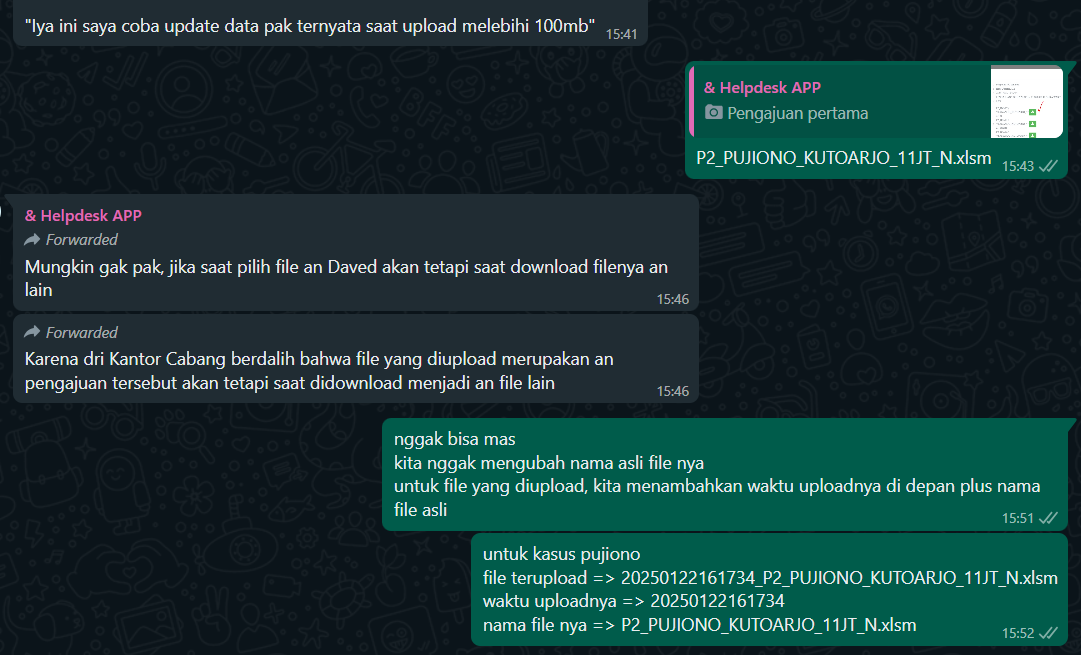 "Iya ini saya coba update data pak ternyata saat upload melebihi 100mb"
15:41
& Helpdesk APP
Pengajuan pertama
P2_PUJIONO_KUTOARJO_11JT_N.xlsm
15:43
& Helpdesk APP
Forwarded
Mungkin gak pak, jika saat pilih file an Daved akan tetapi saat download filenya an
lain
15:46
Forwarded
Karena dri Kantor Cabang berdalih bahwa file yang diupload merupakan an
pengajuan tersebut akan tetapi saat didownload menjadi an file lain
15:46
nggak bisa mas
kita nggak mengubah nama asli file nya
untuk file yang diupload, kita menambahkan waktu uploadnya di depan plus nama
file asli
15:51
untuk kasus pujiono
file terupload => 20250122161734_P2_PUJIONO_KUTOARJO_11JT_N.xlsm
waktu uploadnya => 20250122161734
nama file nya => P2_PUJIONO_KUTOARJO_11JT_N.xlsm
15:52